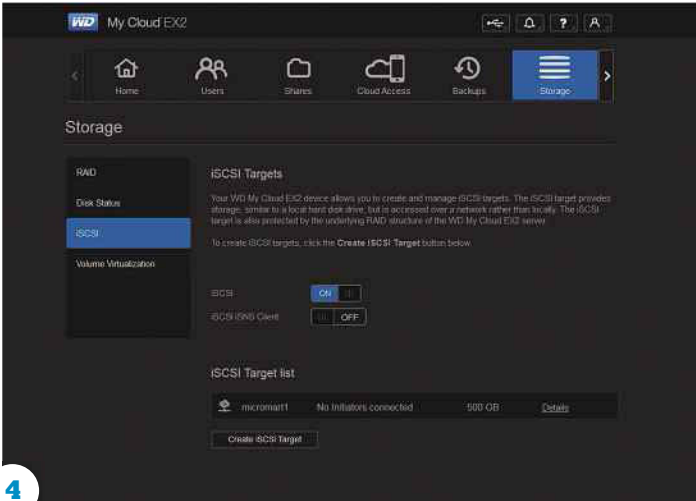 WD My Cloud EX2
?
Home Users Shares Cloud Access Backups Storage
Storage
RAID
Disk Status
iSCSI
Volume Virtualization
iSCSI Targets
Your WD My Cloud EX2 device allows you to create and manage iSCSI targets. The iSCSI target provides
storage, similar to a local hard disk drive, but is accessed over a network rather than locally. The iSCSI
target is also protected by the underlying RAID structure of the WD My Cloud EX2 server.
To create iSCSI targets, click the Create iSCSI Target button below.
iSCSI ON
iSCSI iSNS Client OFF
iSCSI Target list
micromart1 No Initiators connected 500 GB Details
Create iSCSI Target
4